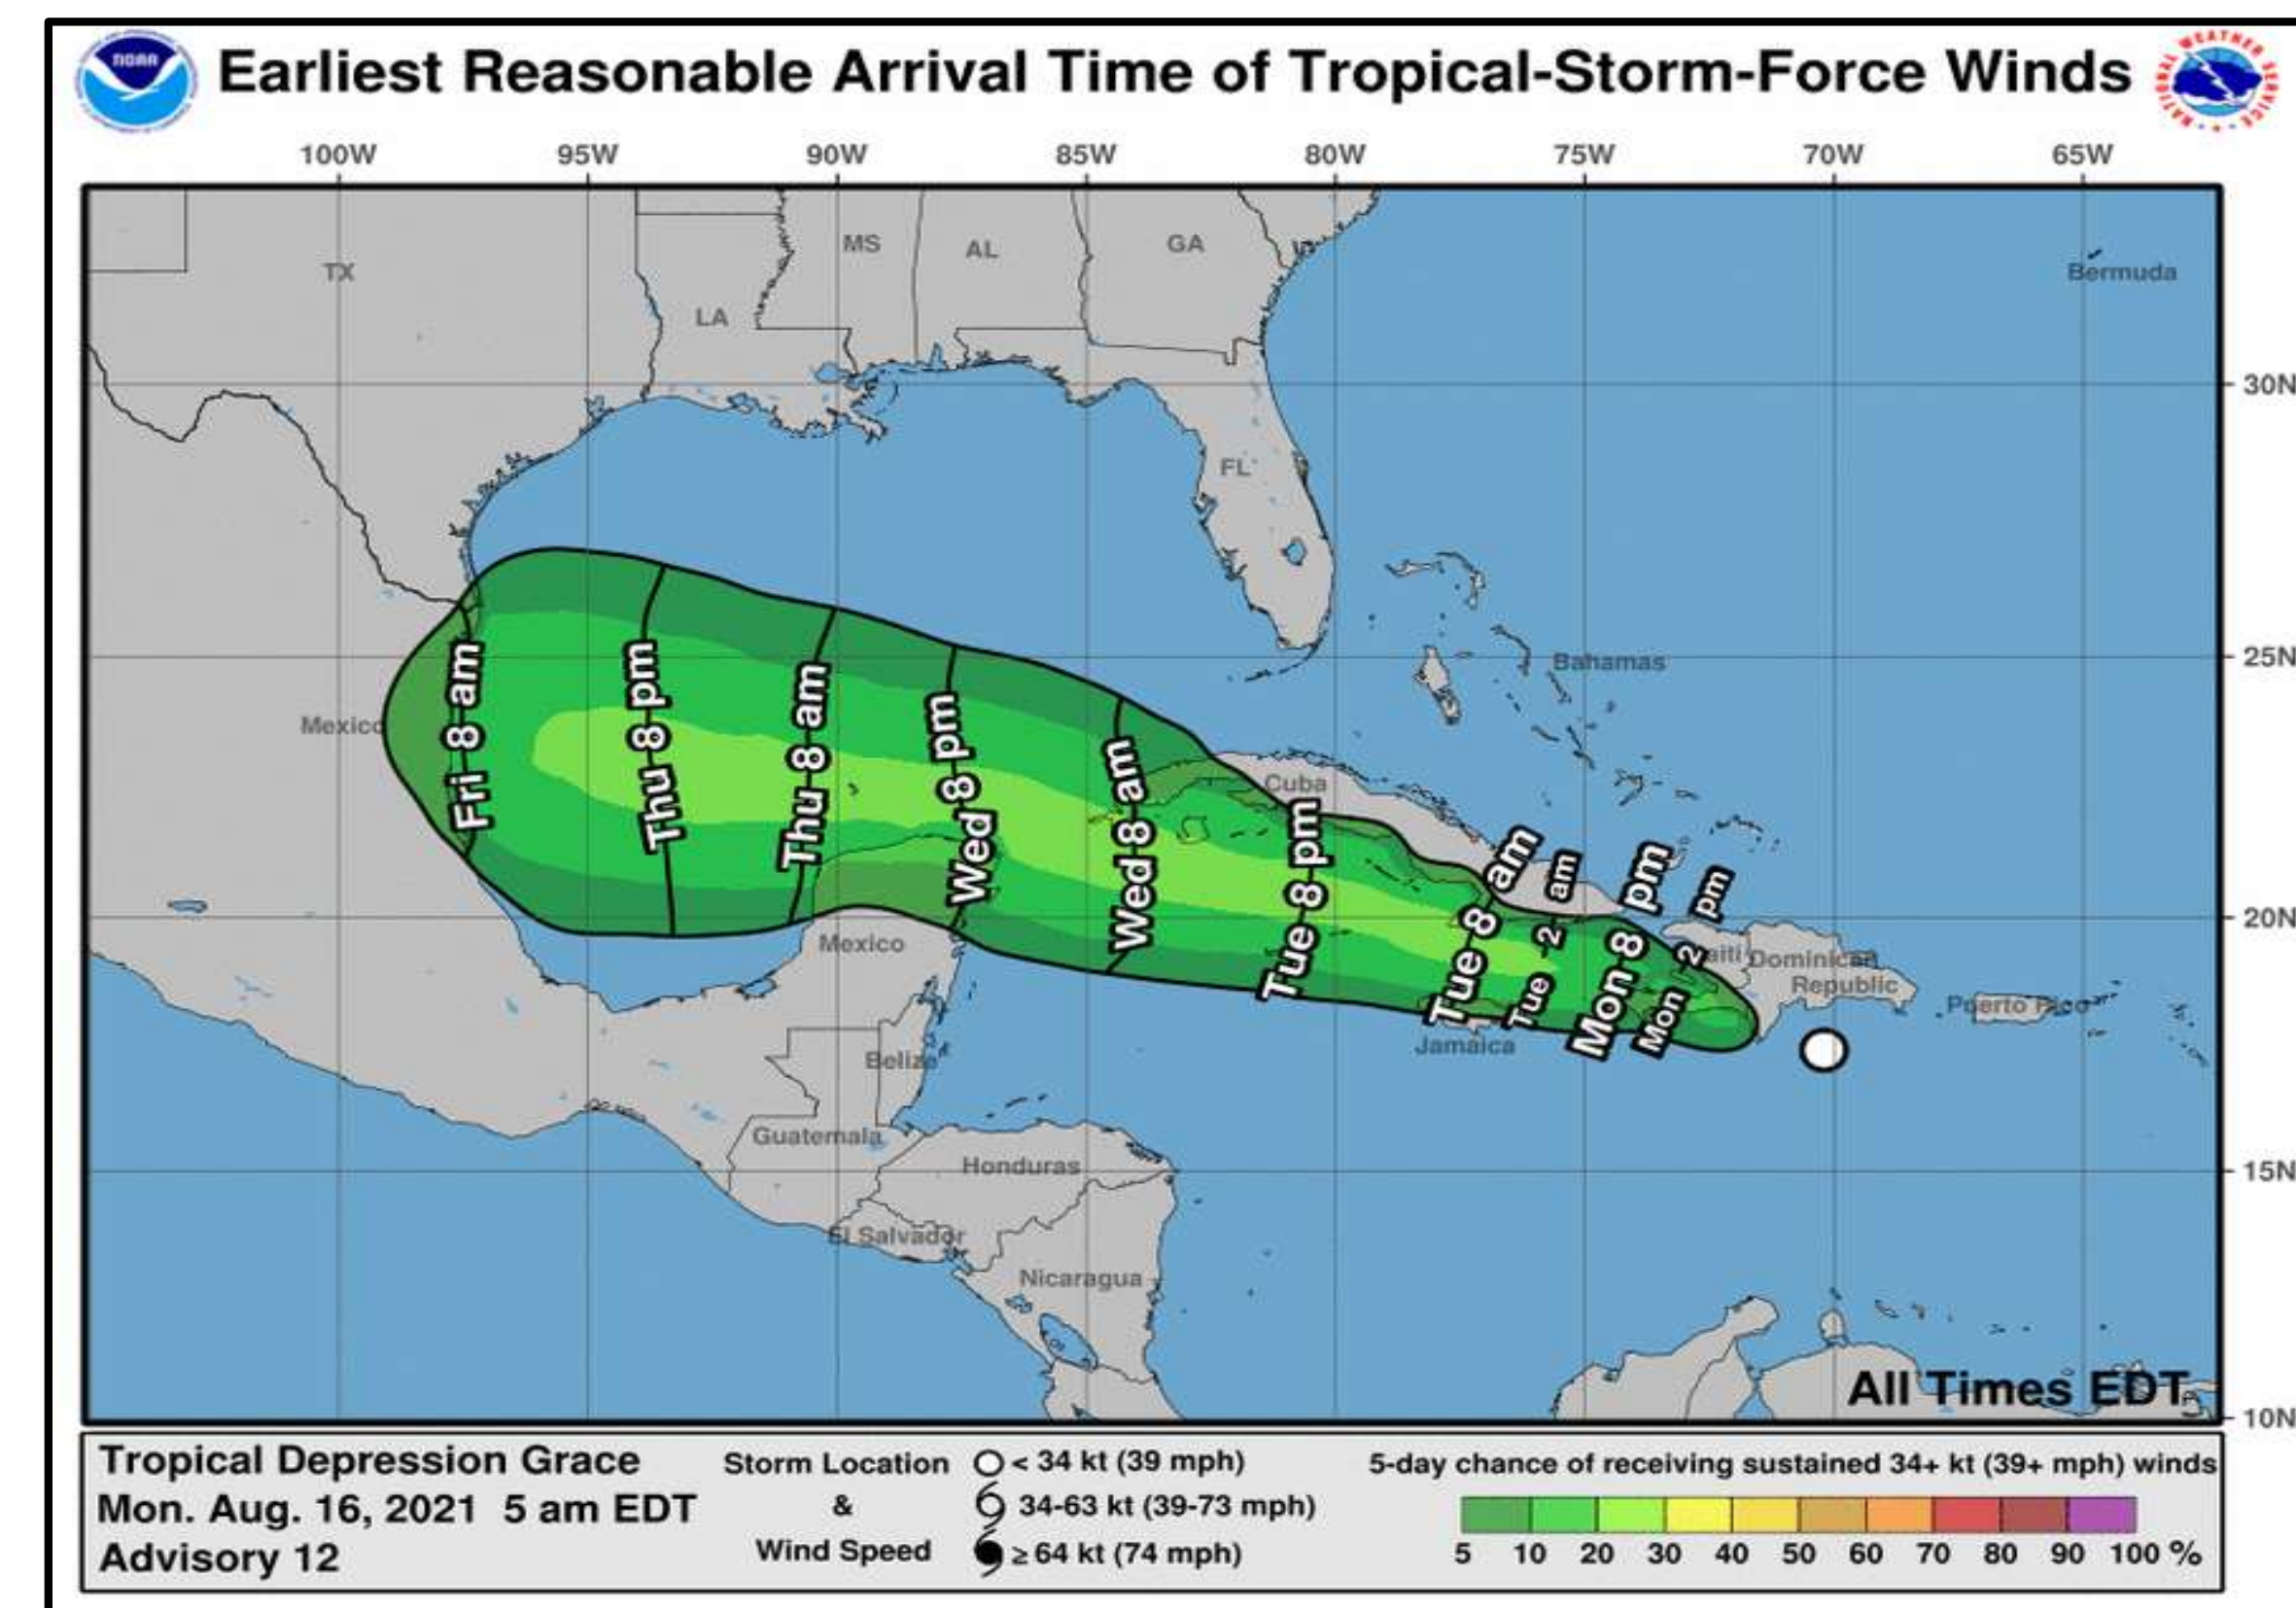 Earliest Reasonable Arrival Time of Tropical-Storm-Force Winds
NOAA
NATIONAL WEATHER SERVICE
100W 95W 90W 85W 80W 75W 70W 65W
TX
LA
MS
AL
GA
FL
Bermuda
30N
25N
20N
15N
10N
Bahamas
Mexico
Cuba
Fri 8 am
Thu 8 pm
Thu 8 am
Wed 8 pm
Wed 8 am
Tue 8 pm
Tue 8 am
Tue 2 am
Mon 8 pm
Mon 2 pm
Mexico
aiti
Dominican
Republic
Puerto Rico
Jamaica
Belize
Guatemala
Honduras
El Salvador
Nicaragua
All Times EDT
Tropical Depression Grace
Mon. Aug. 16, 2021 5 am EDT
Advisory 12
Storm Location
&
Wind Speed
< 34 kt (39 mph)
34-63 kt (39-73 mph)
≥ 64 kt (74 mph)
5-day chance of receiving sustained 34+ kt (39+ mph) winds
5 10 20 30 40 50 60 70 80 90 100 %